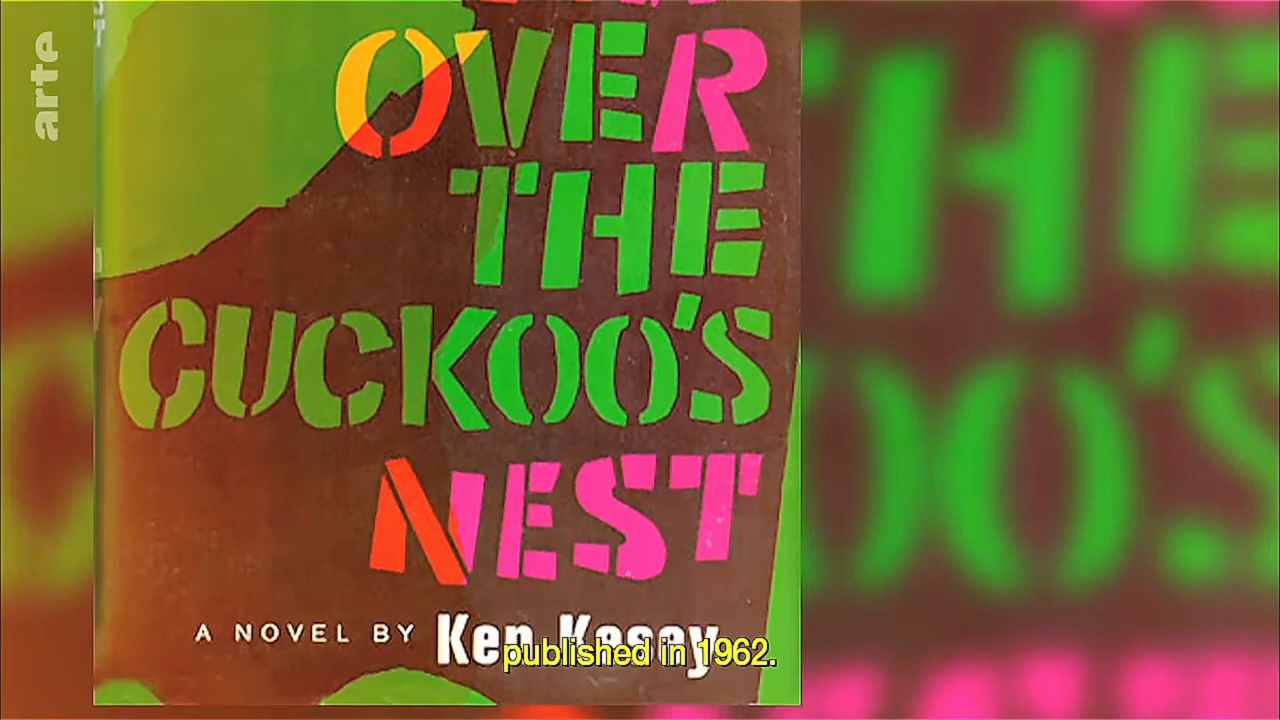 arte
OVER
THE
CUCKOO'S
NEST
A NOVEL BY Ken Kesey
published in 1962.